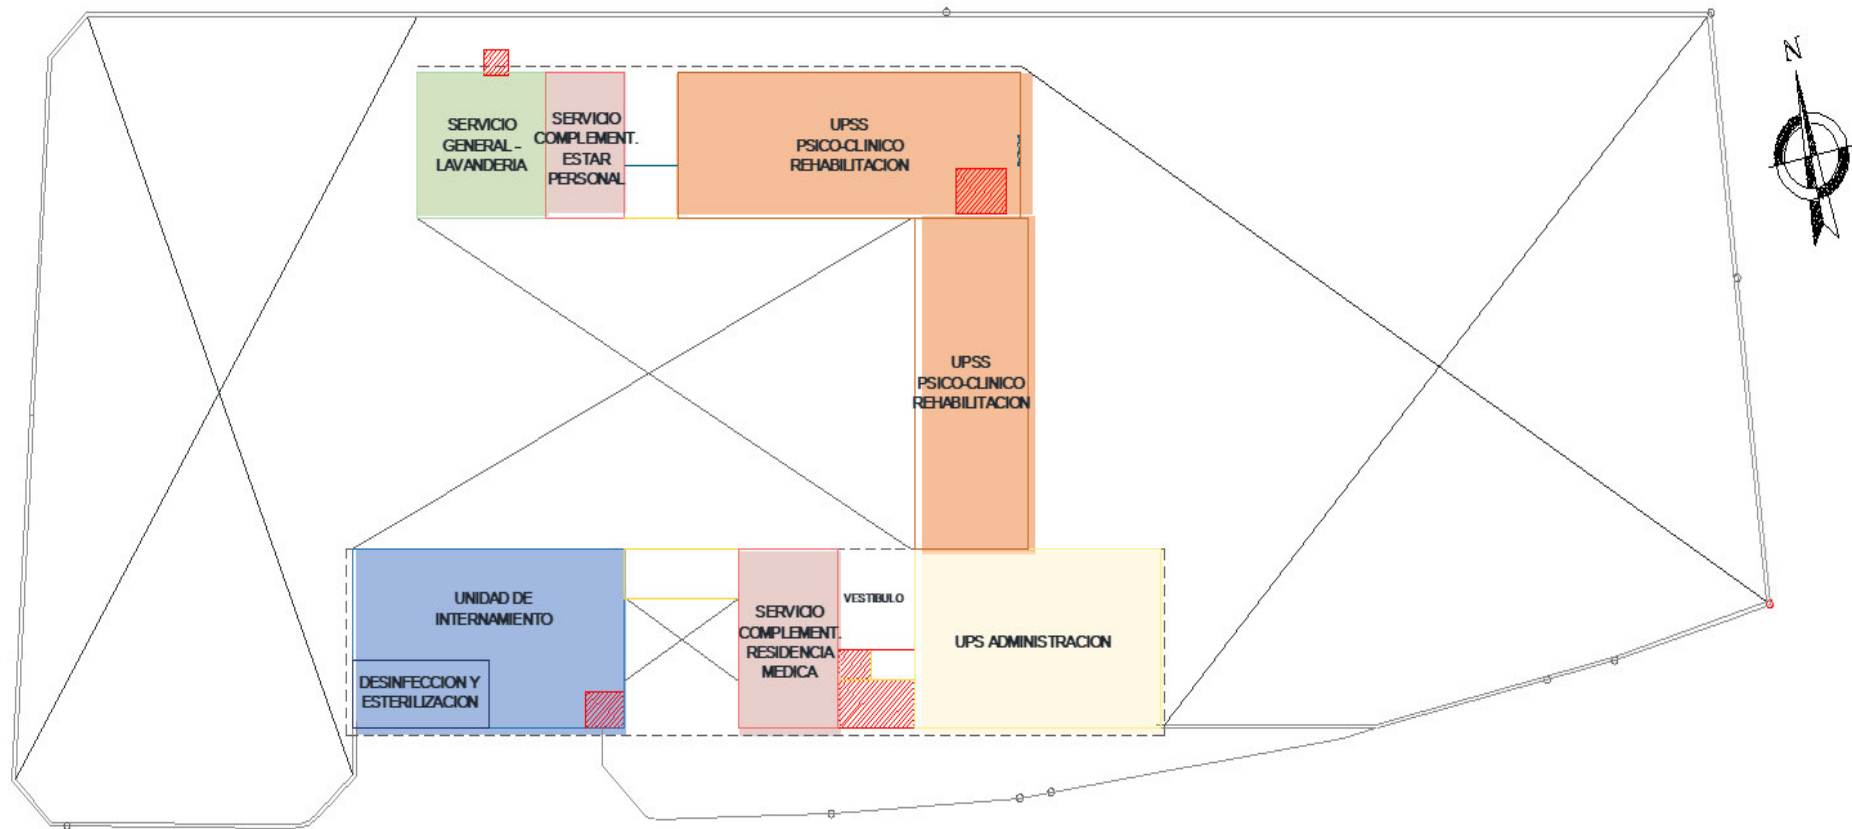 N
SERVICIO
GENERAL -
LAVANDERIA
SERVICIO
COMPLEMENT.
ESTAR
PERSONAL
UPSS
PSICO-CLINICO
REHABILITACION
UPSS
PSICO-CLINICO
REHABILITACION
UNIDAD DE
INTERNAMIENTO
DESINFECCION Y
ESTERILIZACION
SERVICIO
COMPLEMENT.
RESIDENCIA
MEDICA
VESTIBULO
UPS ADMINISTRACION